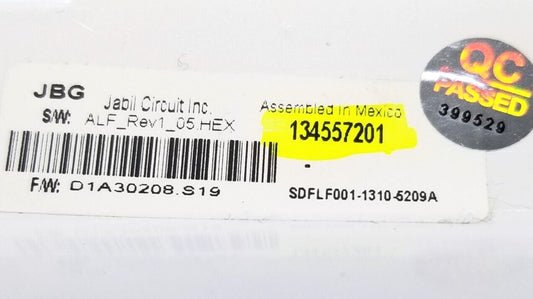 JBG
Jabil Circuit Inc.
S/W: ALF_Rev1_05.HEX
Assembled in Mexico
134557201
F/W: D1A30208.S19
SDFLF001-1310-5209A
QC
PASSED
399529